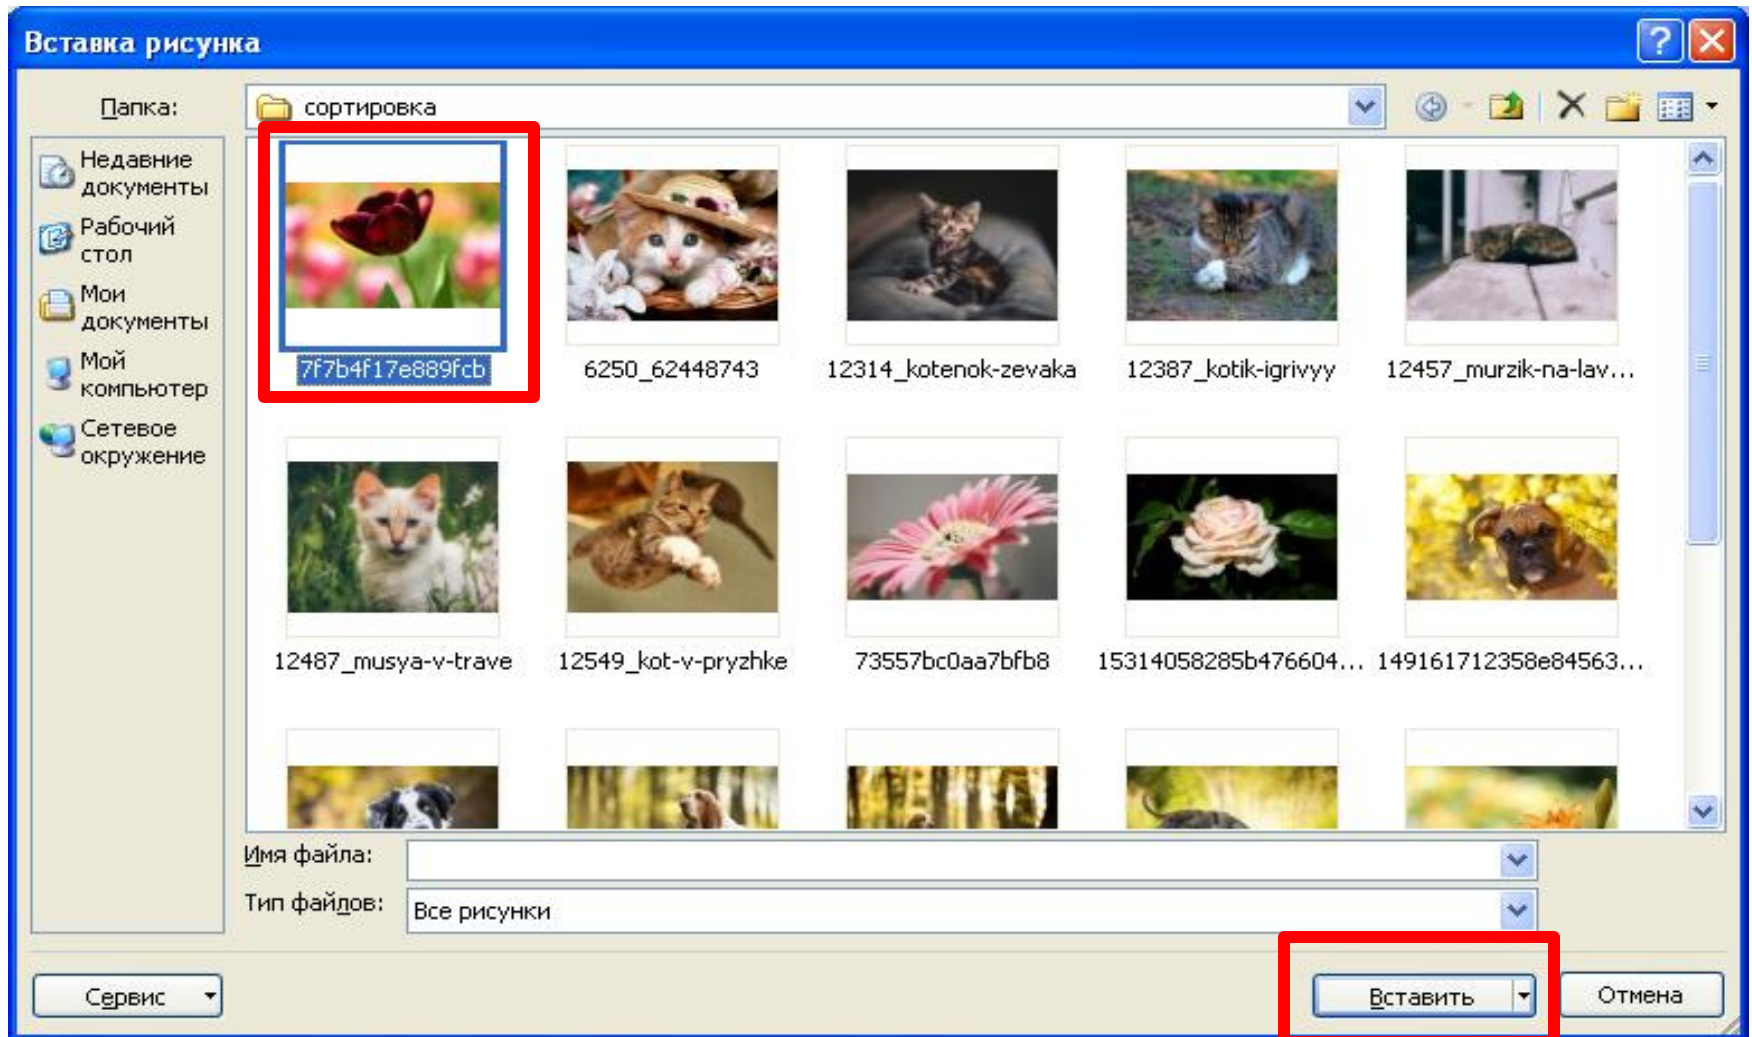 Вставка рисунка
Папка:
сортировка
Недавние
документы
Рабочий
стол
Мои
документы
Мой
компьютер
Сетевое
окружение
7f7b4f17e889fcb
6250_62448743
12314_kotenok-zevaka
12387_kotik-igrivyy
12457_murzik-na-lav...
12487_musya-v-trave
12549_kot-v-pryzhke
73557bc0aa7bfb8
15314058285b476604...
149161712358e84563...
Имя файла:
Тип файлов:
Все рисунки
Сервис
Вставить
Отмена